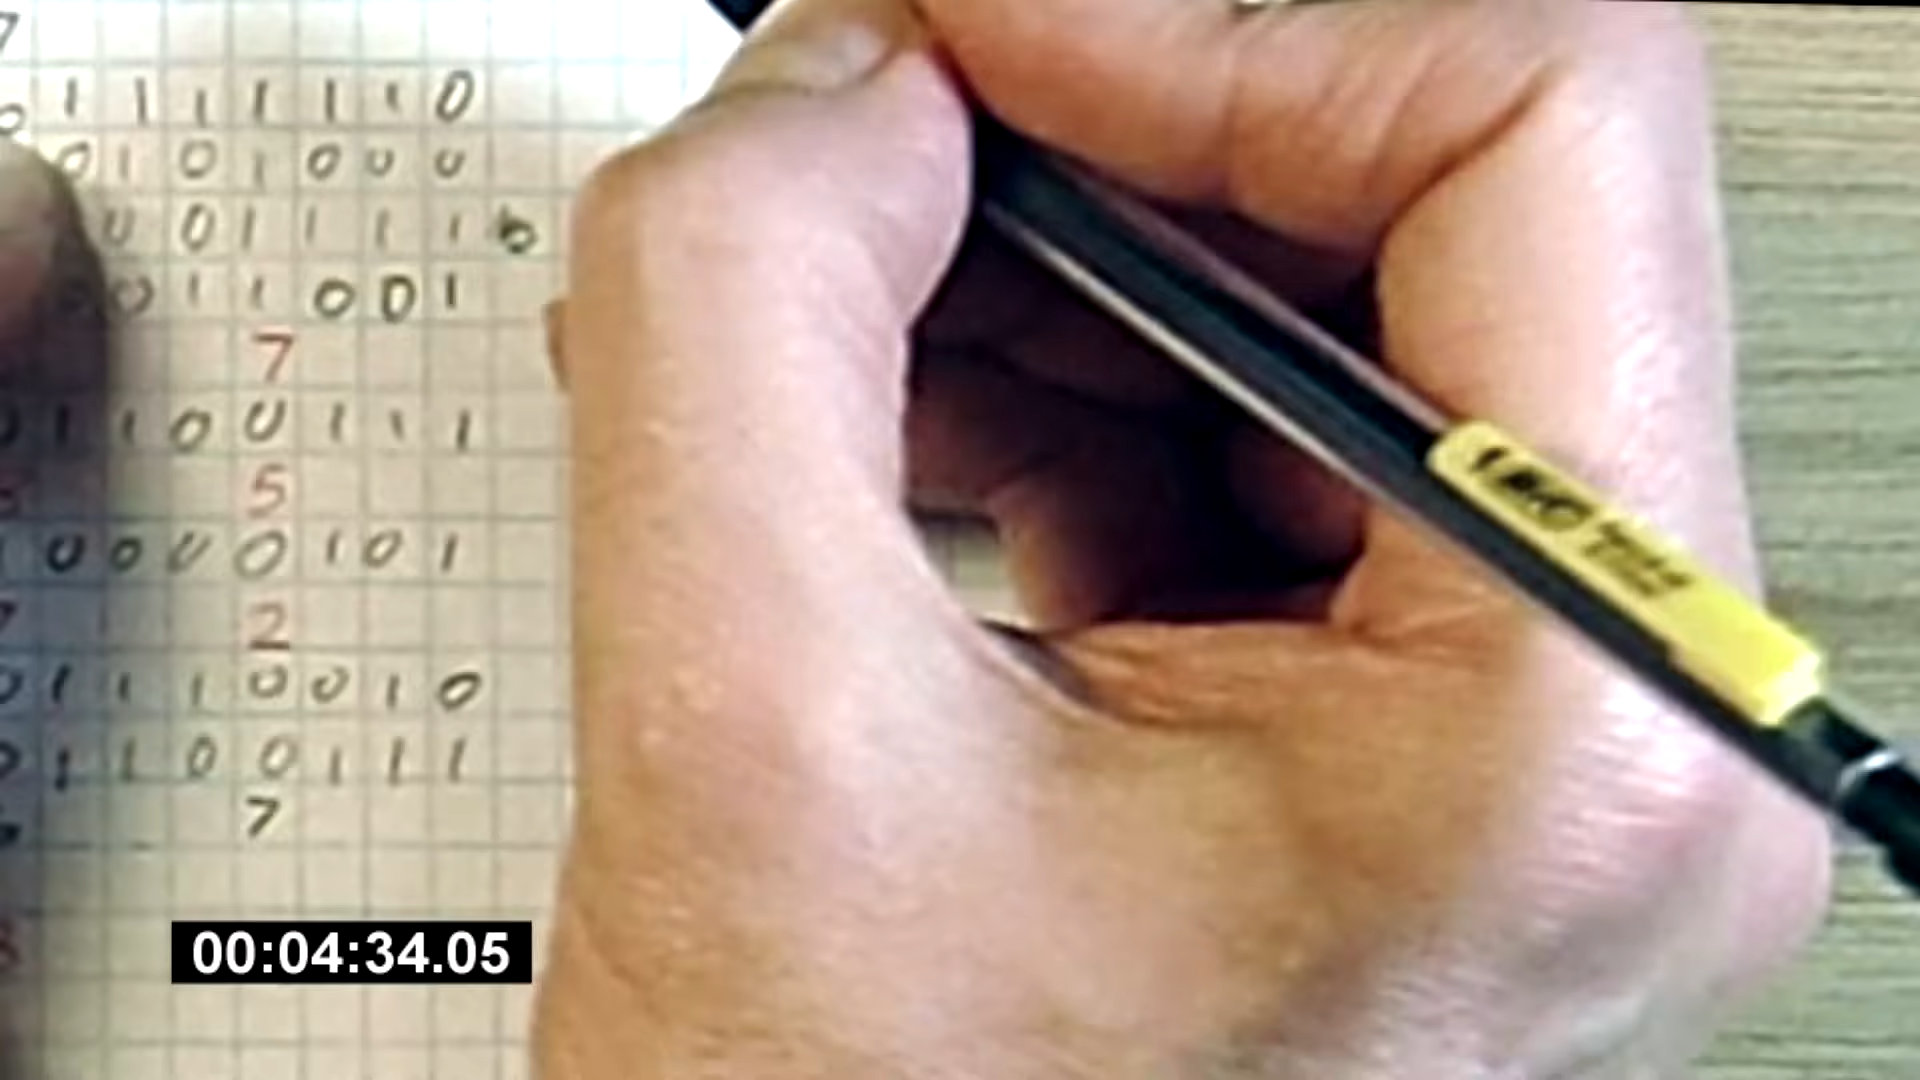 7
0 1 1 1 1 1 1 0
0 1 0 1 0 0 0
0 0 1 1 1 1 6
0 0 1 1 0 0 1
7
0 1 1 0 0 1 1 1
5
1 0 0 0 0 1 0 1
7 2
0 1 1 1 0 0 1 0
0 1 1 0 0 1 1 1
7
00:04:34.05